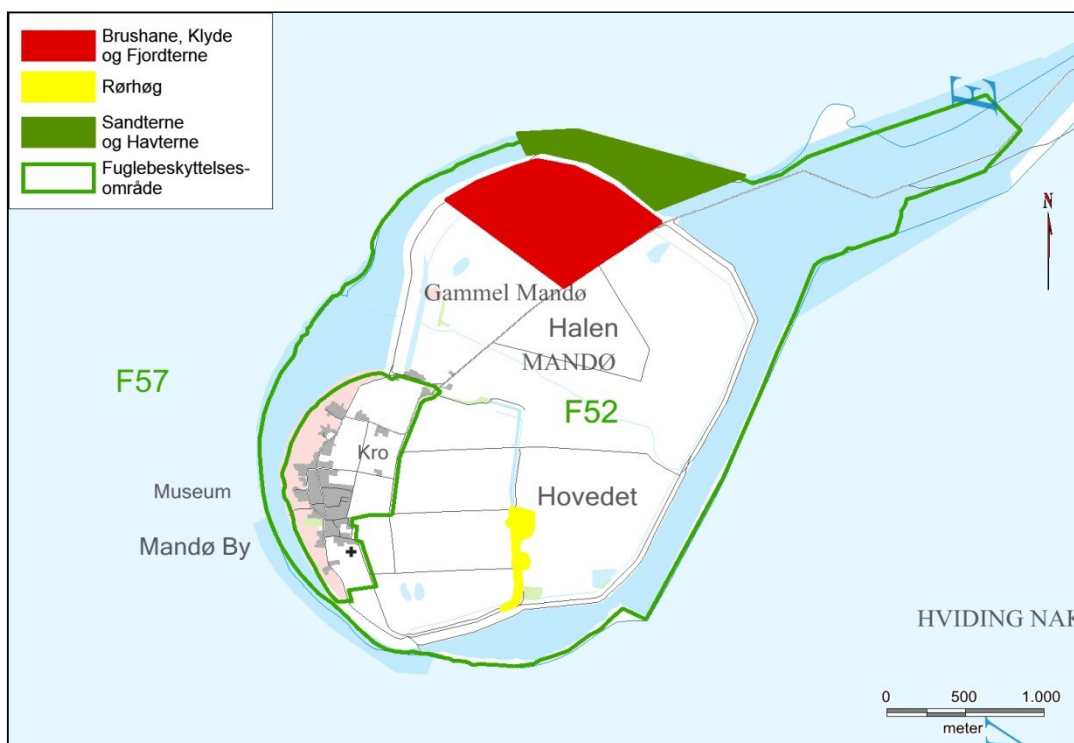 Brushane, Klyde
og Fjordterne
Rørhøg
Sandterne
og Havterne
Fuglebeskyttelses-
område
N
Gammel Mandø
Halen
MANDØ
F57
F52
Kro
Museum
Hovedet
Mandø By
HVIDING NAK
0 500 1.000
meter